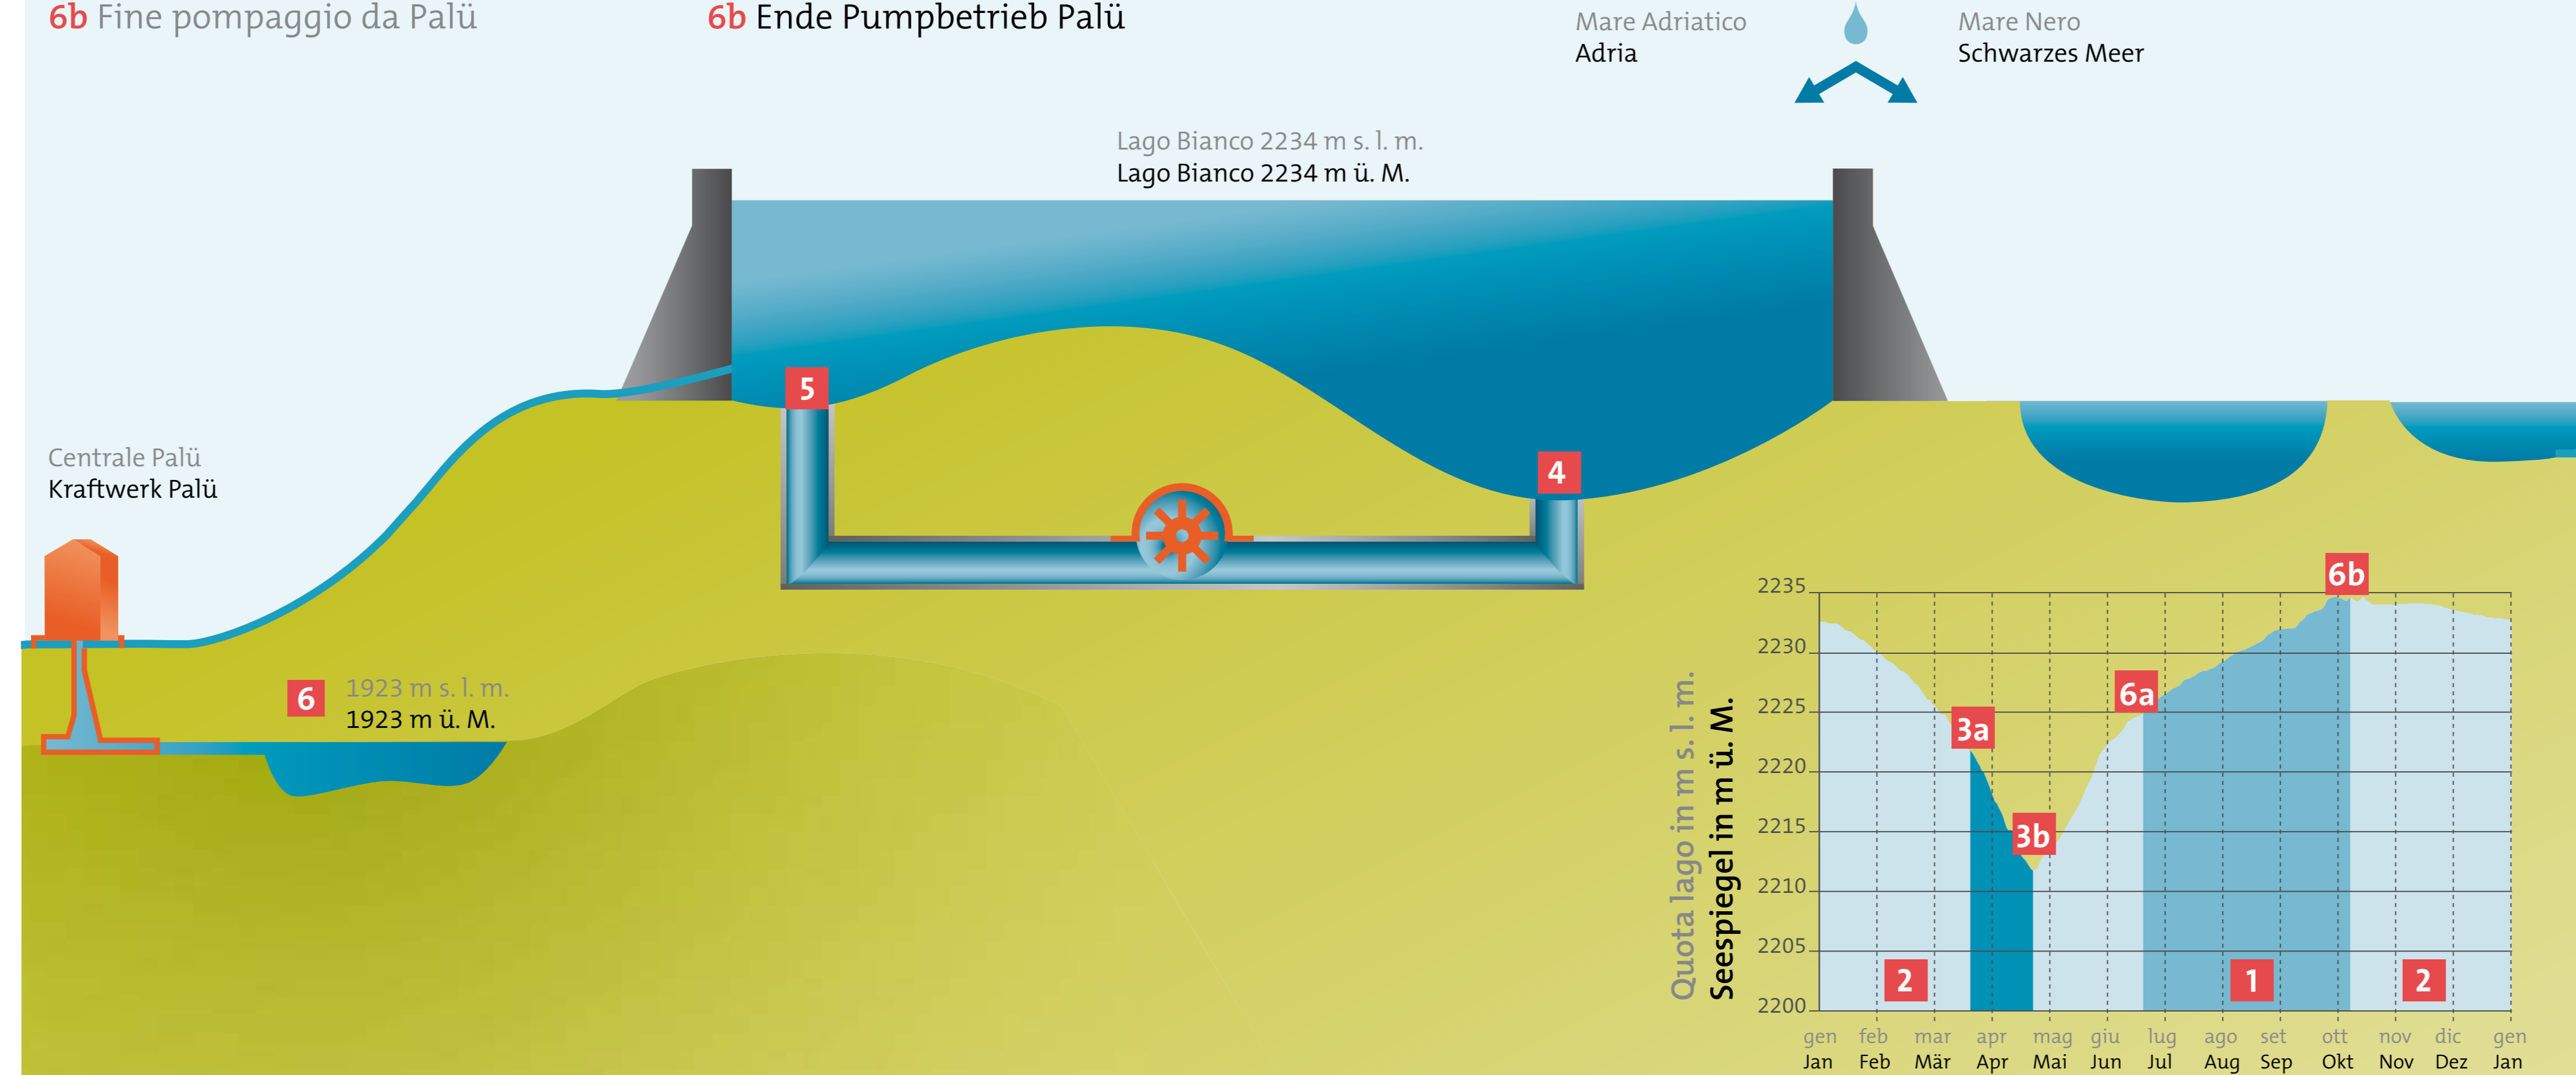 6b Fine pompaggio da Palü
6b Ende Pumpbetrieb Palü
Mare Adriatico
Adria
Mare Nero
Schwarzes Meer
Lago Bianco 2234 m s. l. m.
Lago Bianco 2234 m ü. M.
5
4
Centrale Palü
Kraftwerk Palü
6
1923 m s. l. m.
1923 m ü. M.
Quota lago in m s. l. m.
Seespiegel in m ü. M.
2235
2230
2225
2220
2215
2210
2205
2200
6b
6a
3a
3b
2
1
2
gen feb mar apr mag giu lug ago set ott nov dic gen
Jan Feb Mär Apr Mai Jun Jul Aug Sep Okt Nov Dez Jan